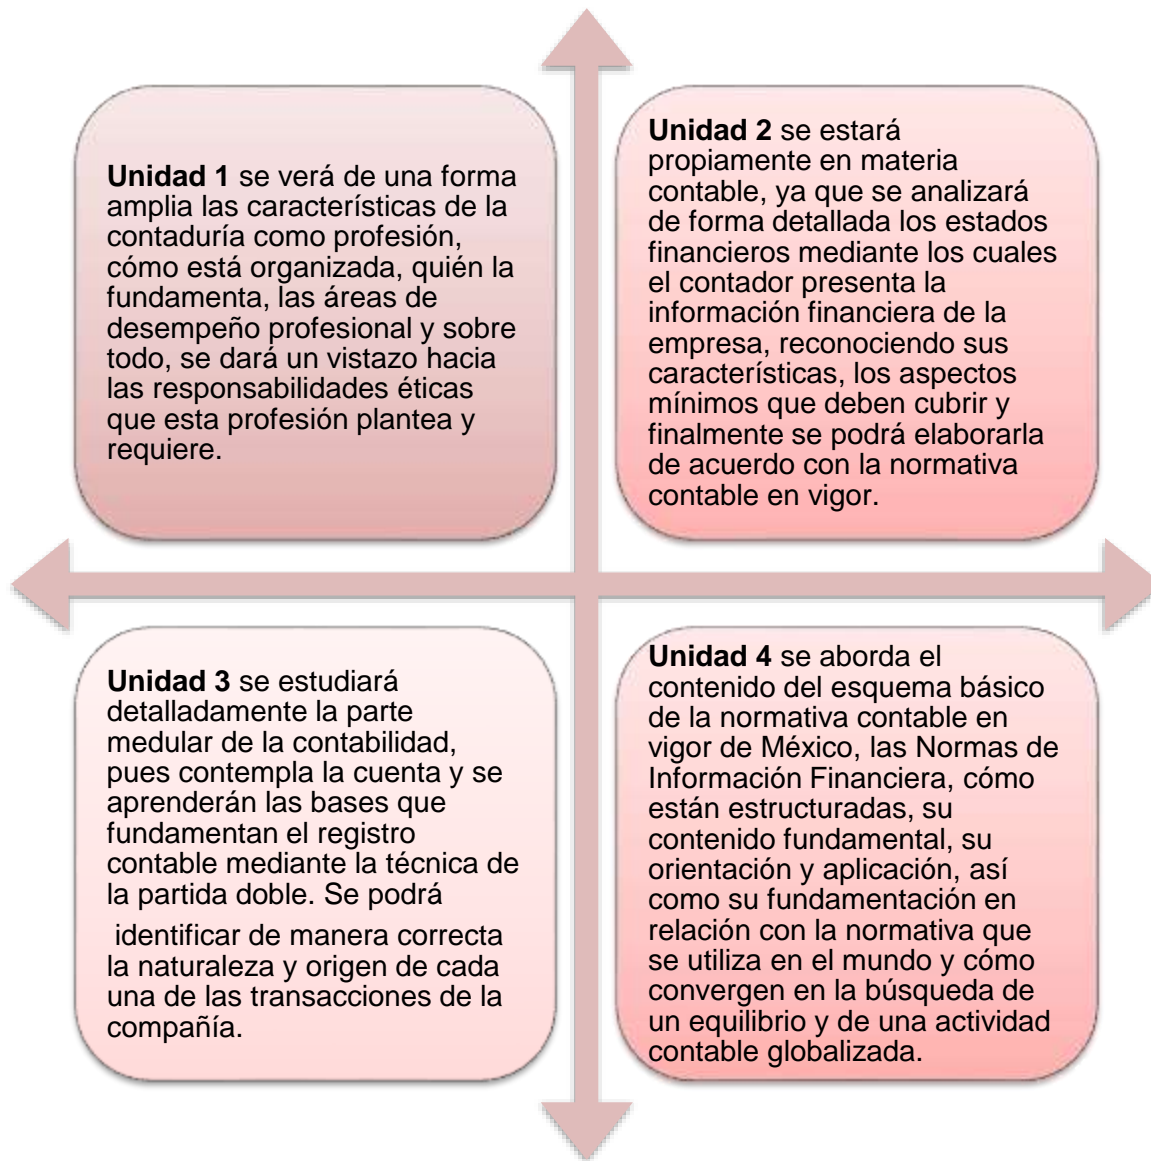 Unidad 1 se verá de una forma
amplia las características de la
contaduría como profesión,
cómo está organizada, quién la
fundamenta, las áreas de
desempeño profesional y sobre
todo, se dará un vistazo hacia
las responsabilidades éticas
que esta profesión plantea y
requiere.
Unidad 2 se estará
propiamente en materia
contable, ya que se analizará
de forma detallada los estados
financieros mediante los cuales
el contador presenta la
información financiera de la
empresa, reconociendo sus
características, los aspectos
mínimos que deben cubrir y
finalmente se podrá elaborarla
de acuerdo con la normativa
contable en vigor.
Unidad 3 se estudiará
detalladamente la parte
medular de la contabilidad,
pues contempla la cuenta y se
aprenderán las bases que
fundamentan el registro
contable mediante la técnica de
la partida doble. Se podrá
identificar de manera correcta
la naturaleza y origen de cada
una de las transacciones de la
compañía.
Unidad 4 se aborda el
contenido del esquema básico
de la normativa contable en
vigor de México, las Normas de
Información Financiera, cómo
están estructuradas, su
contenido fundamental, su
orientación y aplicación, así
como su fundamentación en
relación con la normativa que
se utiliza en el mundo y cómo
convergen en la búsqueda de
un equilibrio y de una actividad
contable globalizada.